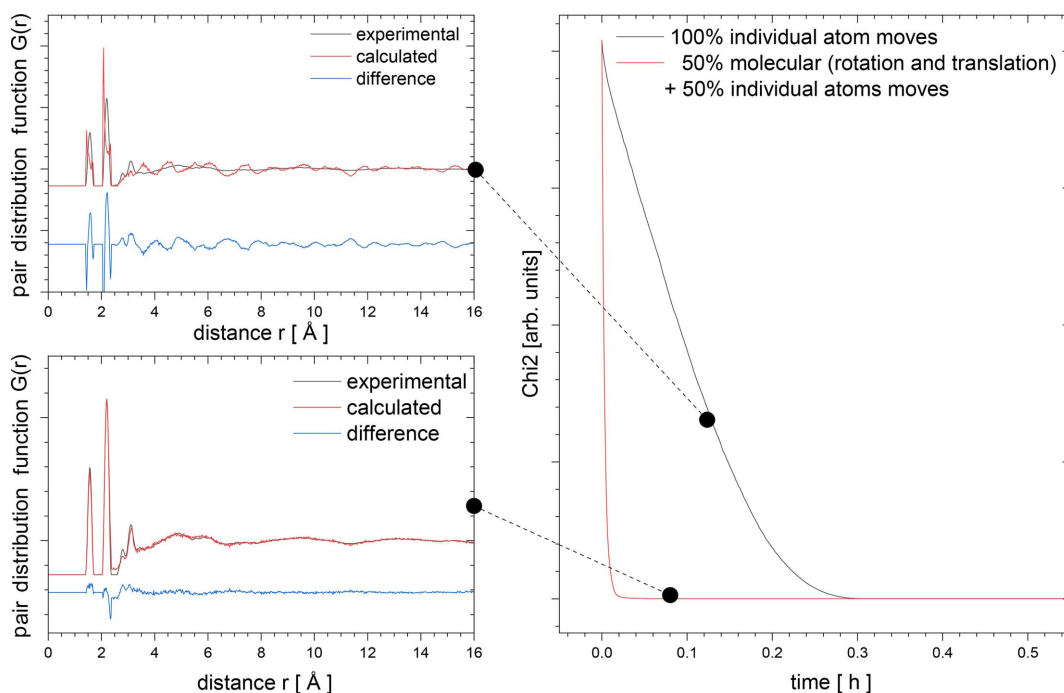 pair distribution function G(r)
experimental
calculated
difference
0 2 4 6 8 10 12 14 16
distance r [ Å ]
pair distribution function G(r)
experimental
calculated
difference
0 2 4 6 8 10 12 14 16
distance r [ Å ]
Chi2 [arb. units]
100% individual atom moves
50% molecular (rotation and translation)
+ 50% individual atoms moves
0.0 0.1 0.2 0.3 0.4 0.5
time [ h ]